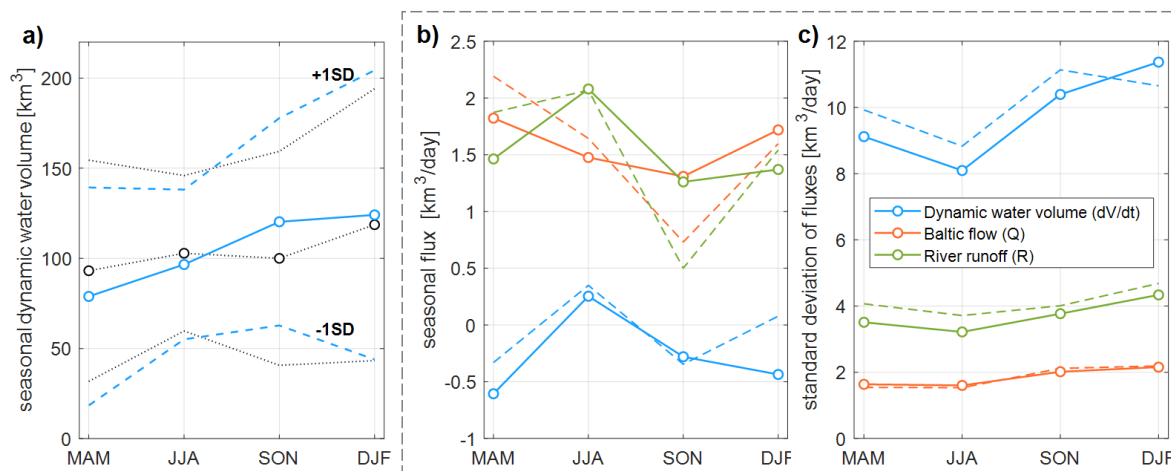 a)
seasonal dynamic water volume [km³]
200
150
100
50
0
+1SD
-1SD
MAM JJA SON DJF
b)
seasonal flux [km³/day]
2.5
2
1.5
1
0.5
0
-0.5
-1
MAM JJA SON DJF
c)
standard deviation of fluxes [km³/day]
12
10
8
6
4
2
0
Dynamic water volume (dV/dt)
Baltic flow (Q)
River runoff (R)
MAM JJA SON DJF